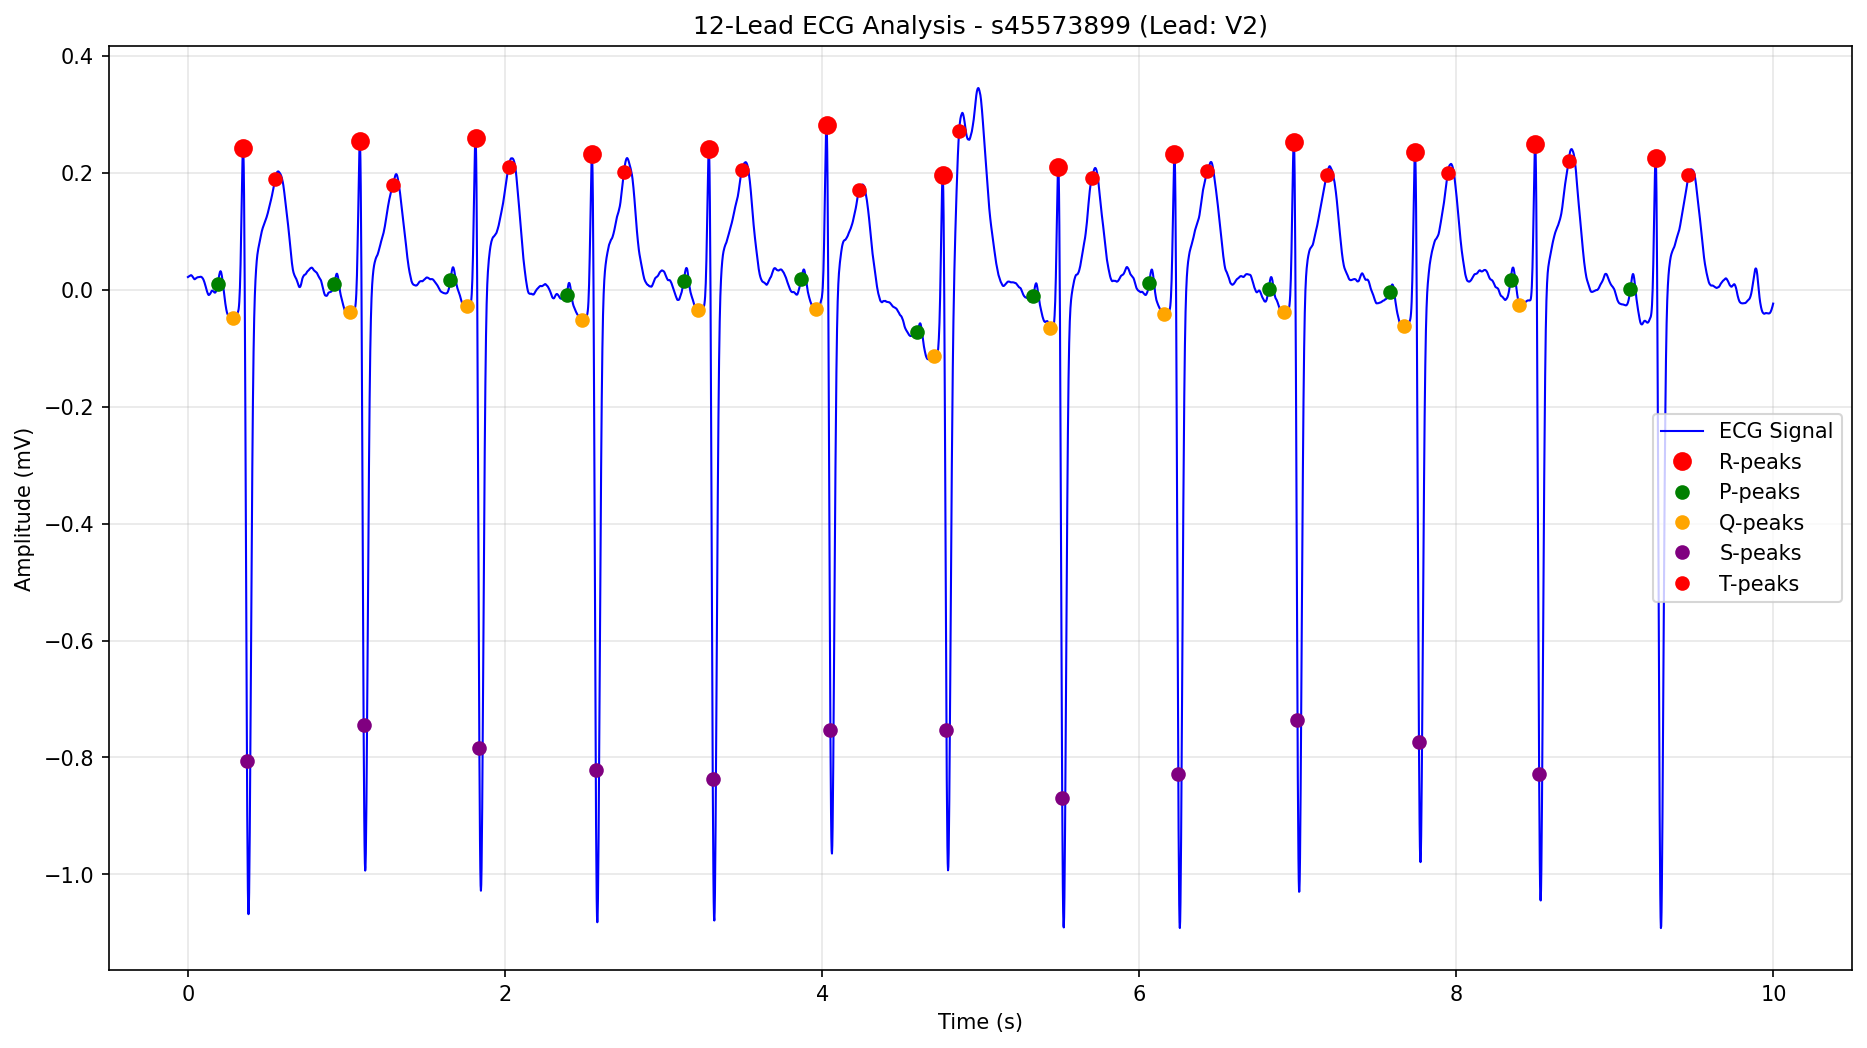 12-Lead ECG Analysis - s45573899 (Lead: V2)
Amplitude (mV)
0.4
0.2
0.0
−0.2
−0.4
−0.6
−0.8
−1.0
ECG Signal
R-peaks
P-peaks
Q-peaks
S-peaks
T-peaks
0 2 4 6 8 10
Time (s)